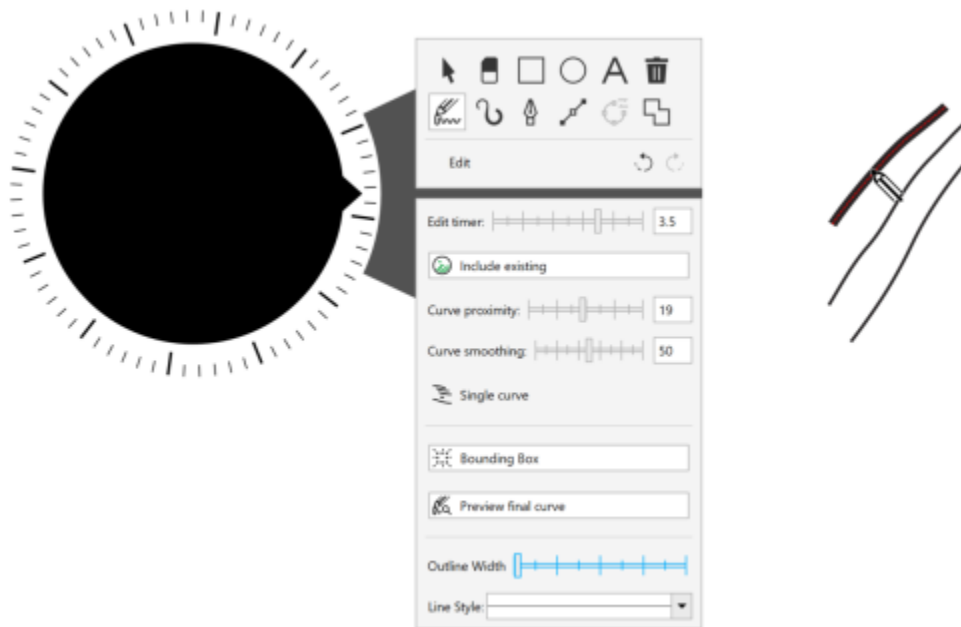 A
Edit
Edit timer: 3.5
Include existing
Curve proximity: 19
Curve smoothing: 50
Single curve
Bounding Box
Preview final curve
Outline Width
Line Style: